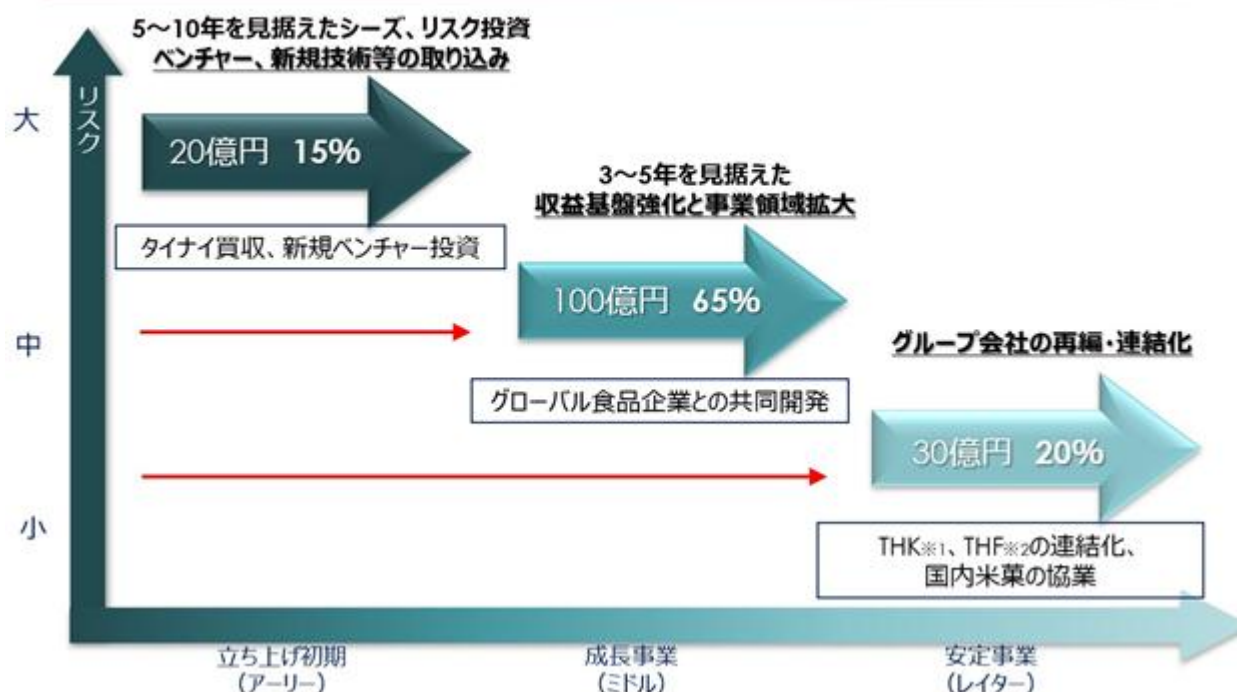 5～10年を見据えたシーズ、リスク投資
ベンチャー、新規技術等の取り込み
リスク
大
20億円 15%
タイナイ買収、新規ベンチャー投資
3～5年を見据えた
収益基盤強化と事業領域拡大
100億円 65%
中
グローバル食品企業との共同開発
グループ会社の再編・連結化
30億円 20%
小
THK※1、THF※2の連結化、
国内米菓の協業
立ち上げ初期
（アーリー）
成長事業
（ミドル）
安定事業
（レイター）